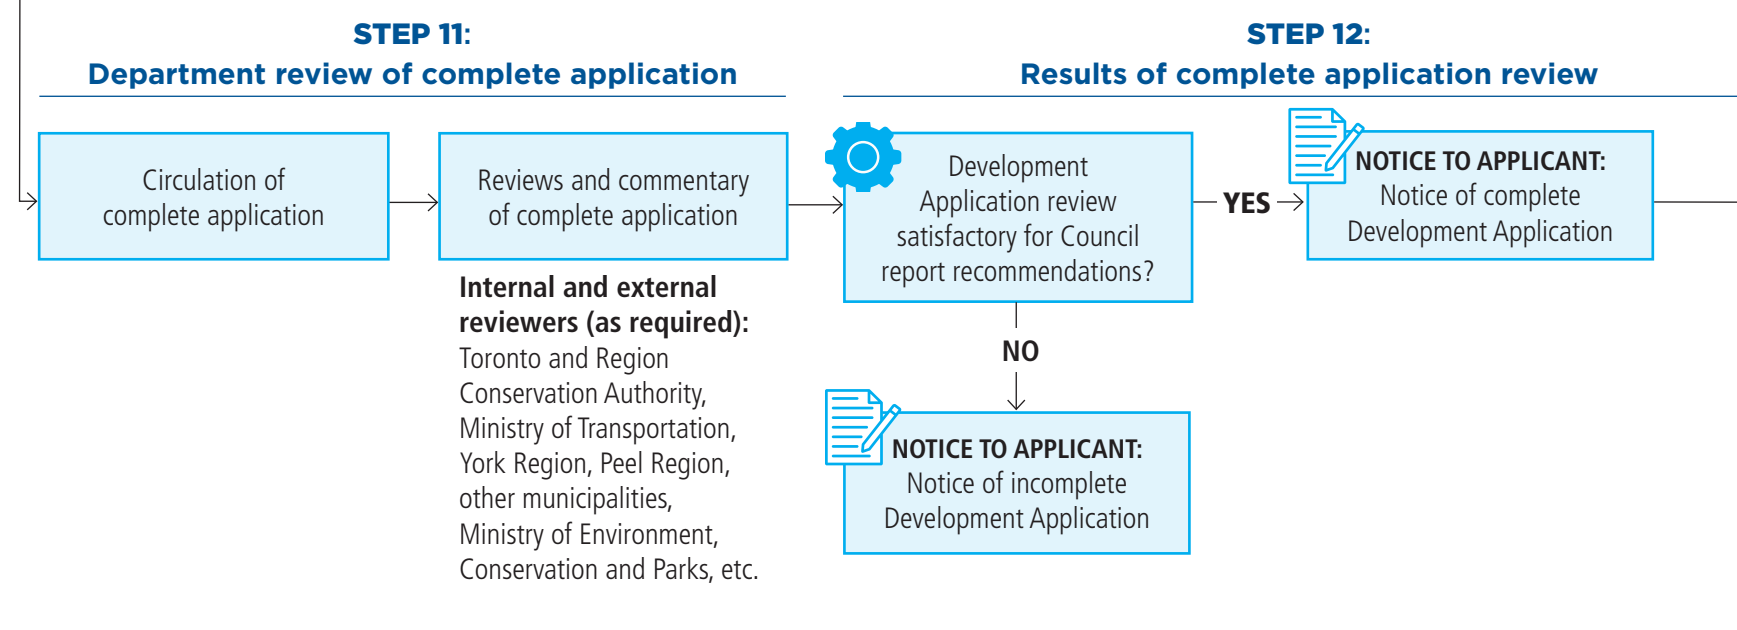 STEP 11:
Department review of complete application
Circulation of
complete application
Reviews and commentary
of complete application
Internal and external
reviewers (as required):
Toronto and Region
Conservation Authority,
Ministry of Transportation,
York Region, Peel Region,
other municipalities,
Ministry of Environment,
Conservation and Parks, etc.
STEP 12:
Results of complete application review
Development
Application review
satisfactory for Council
report recommendations?
YES
NOTICE TO APPLICANT:
Notice of complete
Development Application
NO
NOTICE TO APPLICANT:
Notice of incomplete
Development Application